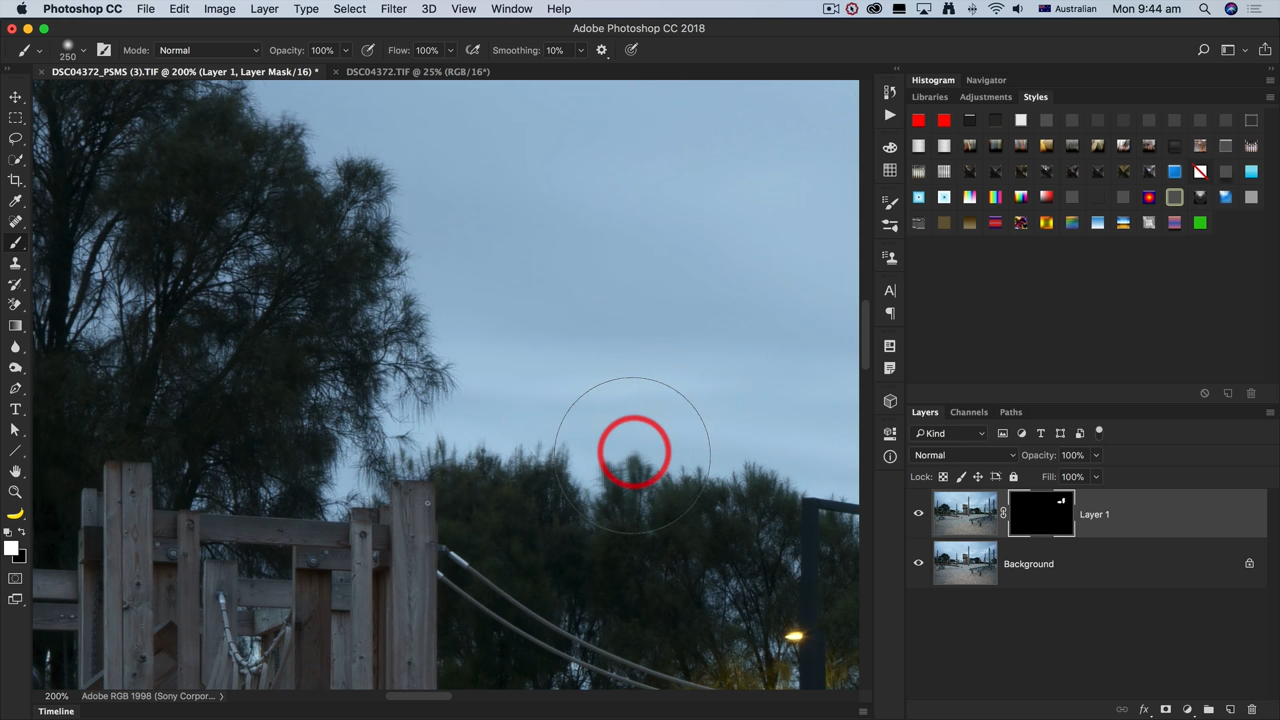 Photoshop CC File Edit Image Layer Type Select Filter 3D View Window Help Australian Mon 9:44 am
Adobe Photoshop CC 2018
250 Mode: Normal Opacity: 100% Flow: 100% Smoothing: 10%
DSC04372_PSMS (3).TIF @ 200% (Layer 1, Layer Mask/16) * DSC04372.TIF @ 25% (RGB/16*)
Histogram Navigator
Libraries Adjustments Styles
Layers Channels Paths
Kind
Normal Opacity: 100%
Lock: Fill: 100%
Layer 1
Background
200% Adobe RGB 1998 (Sony Corpor...
Timeline